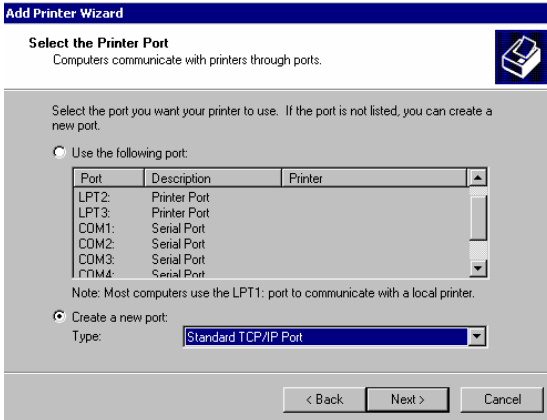 Add Printer Wizard
Select the Printer Port
Computers communicate with printers through ports.
Select the port you want your printer to use. If the port is not listed, you can create a
new port.
Use the following port:
Port Description Printer
LPT2: Printer Port
LPT3: Printer Port
COM1: Serial Port
COM2: Serial Port
COM3: Serial Port
COM4: Serial Port
Note: Most computers use the LPT1: port to communicate with a local printer.
Create a new port:
Type: Standard TCP/IP Port
< Back Next > Cancel